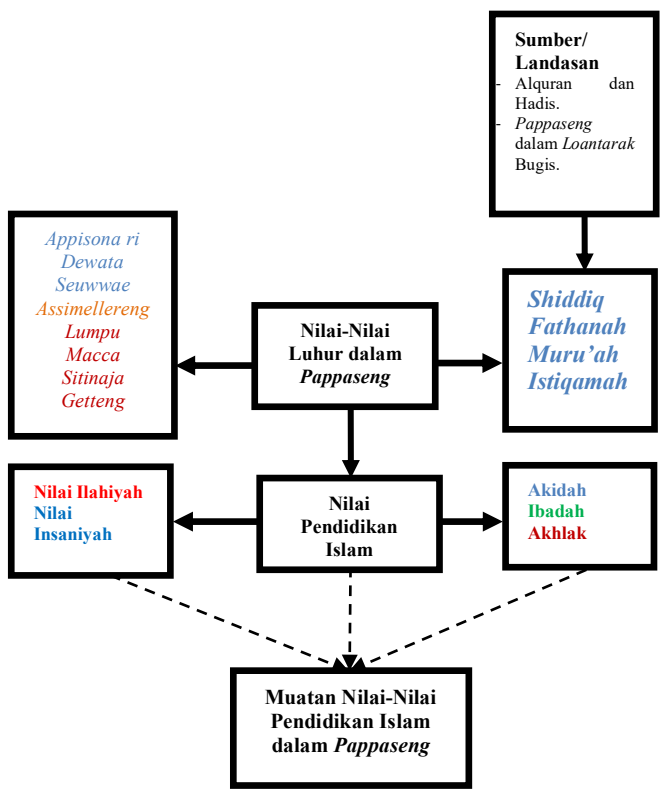 Sumber/
Landasan
- Alquran dan
Hadis.
- Pappaseng
dalam Loantarak
Bugis.
Appisona ri
Dewata
Seuwwae
Assimellereng
Lumpu
Macca
Sitinaja
Getteng
Nilai-Nilai
Luhur dalam
Pappaseng
Shiddiq
Fathanah
Muru’ah
Istiqamah
Nilai Ilahiyah
Nilai
Insaniyah
Nilai
Pendidikan
Islam
Akidah
Ibadah
Akhlak
Muatan Nilai-Nilai
Pendidikan Islam
dalam Pappaseng